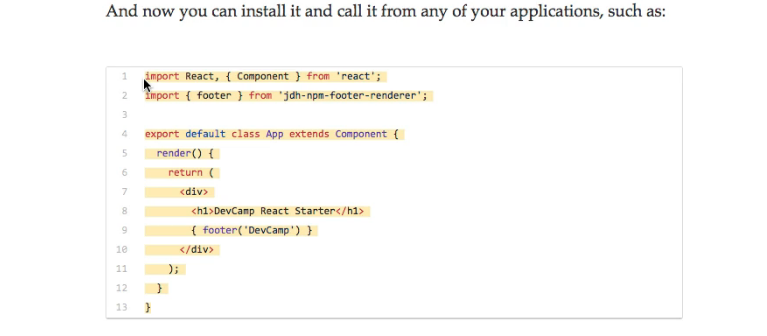 And now you can install it and call it from any of your applications, such as:
1 import React, { Component } from 'react';
2 import { footer } from 'jdh-npm-footer-renderer';
3
4 export default class App extends Component {
5   render() {
6     return (
7       <div>
8         <h1>DevCamp React Starter</h1>
9         { footer('DevCamp') }
10       </div>
11     );
12   }
13 }